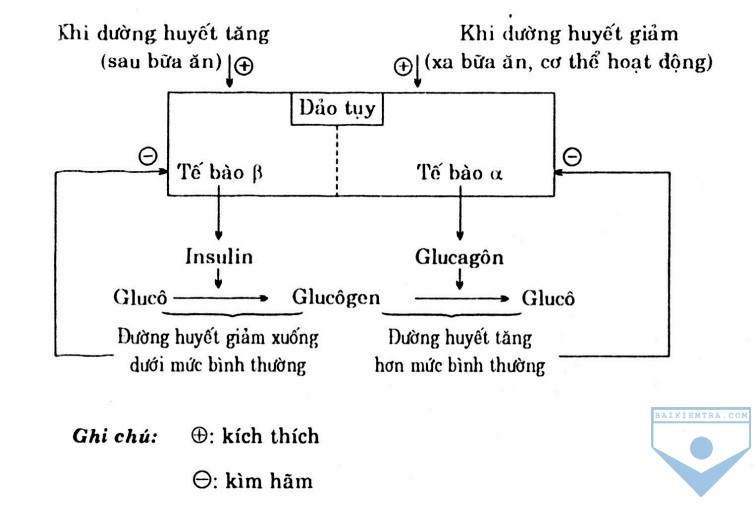 Khi đường huyết tăng
(sau bữa ăn)
Khi đường huyết giảm
(xa bữa ăn, cơ thể hoạt động)
Đảo tụy
Tế bào β
Tế bào α
Insulin
Glucagôn
Glucô
Glucôgen
Glucô
Đường huyết giảm xuống
dưới mức bình thường
Đường huyết tăng
hơn mức bình thường
Ghi chú: ⊕: kích thích
⊖: kìm hãm
BAIKIEMTRA.COM